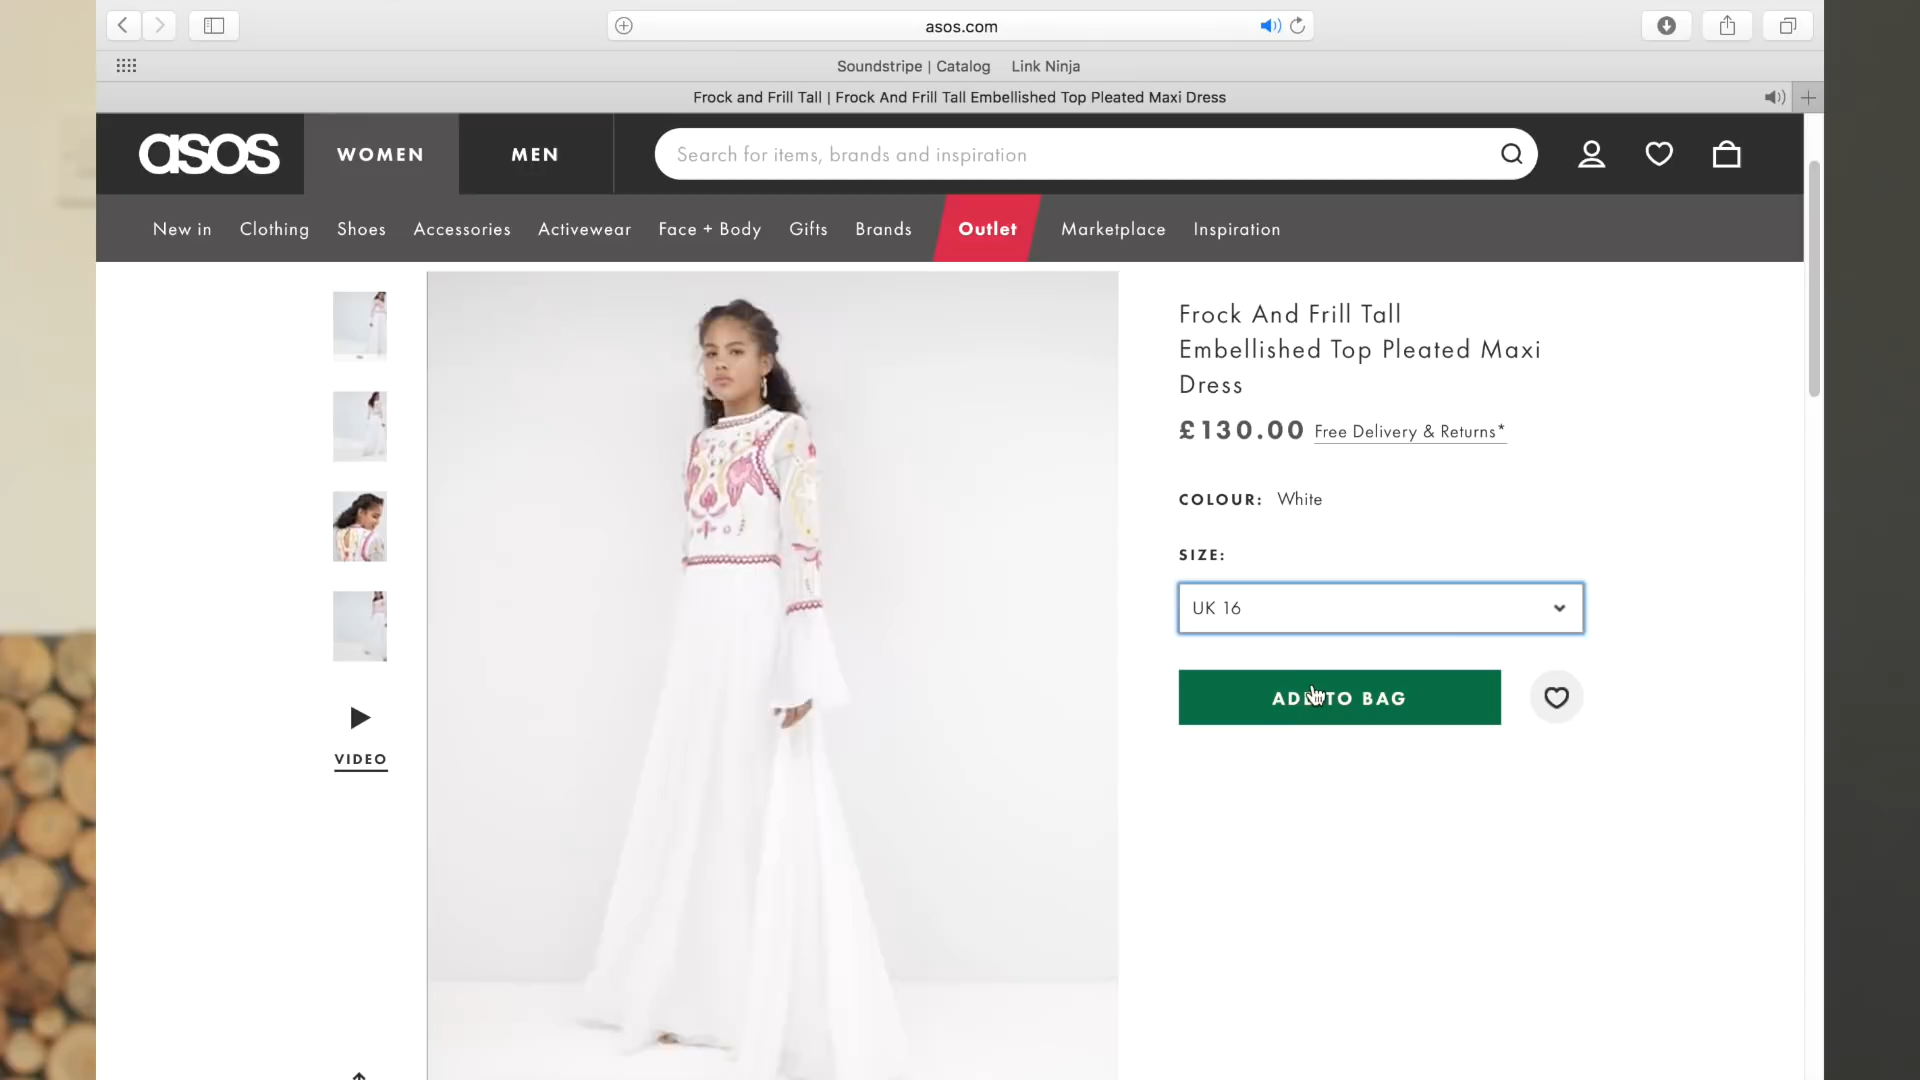 asos.com
Soundstripe | Catalog Link Ninja
Frock and Frill Tall | Frock And Frill Tall Embellished Top Pleated Maxi Dress
asos
WOMEN
MEN
Search for items, brands and inspiration
New in
Clothing
Shoes
Accessories
Activewear
Face + Body
Gifts
Brands
Outlet
Marketplace
Inspiration
Frock And Frill Tall
Embellished Top Pleated Maxi
Dress
£130.00 Free Delivery & Returns*
COLOUR: White
SIZE:
UK 16
ADD TO BAG
VIDEO